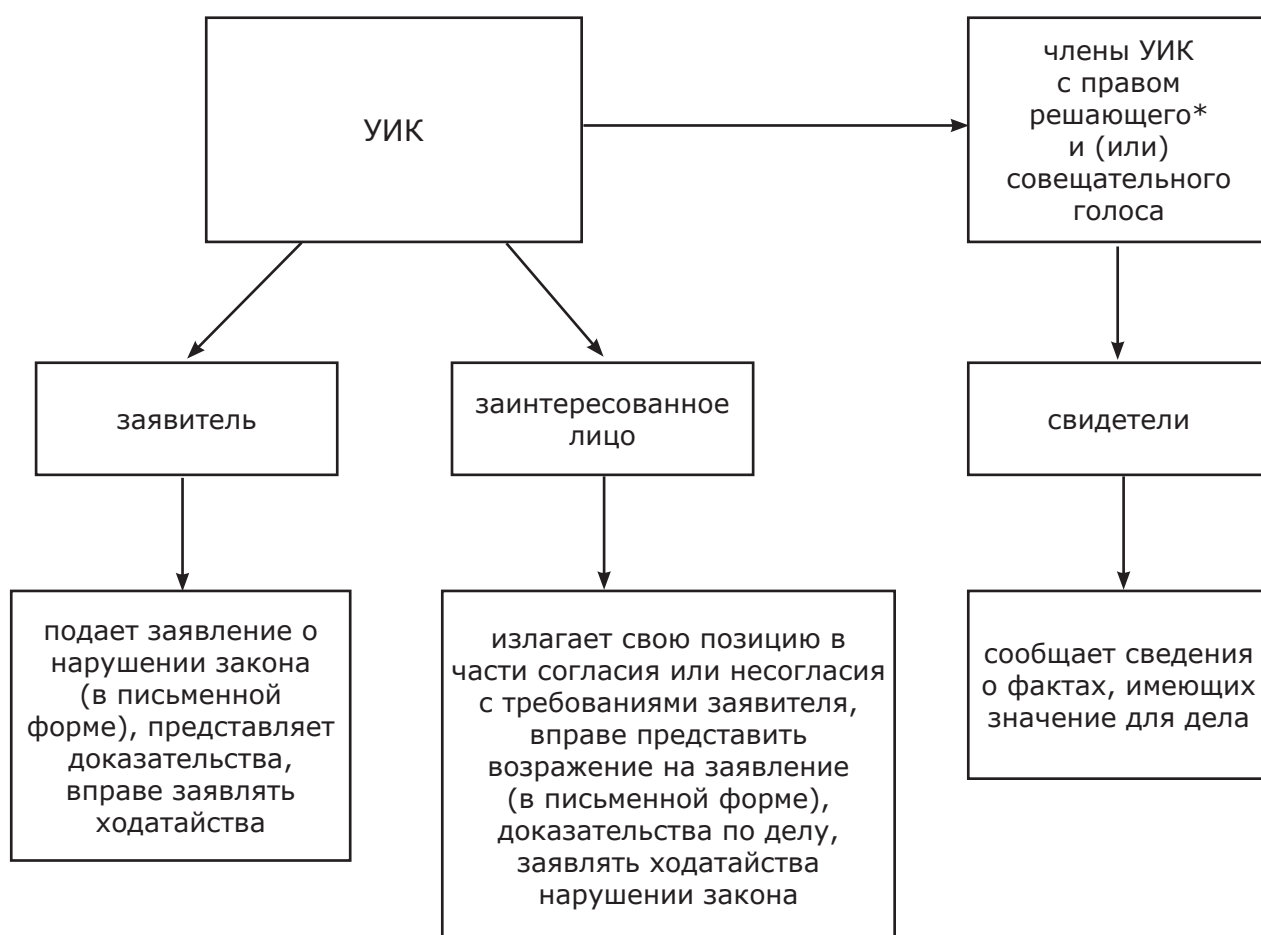 УИК
члены УИК
с правом
решающего*
и (или)
совещательного
голоса
заявитель
заинтересованное
лицо
свидетели
подает заявление о
нарушении закона
(в письменной
форме), представляет
доказательства,
вправе заявлять
ходатайства
излагает свою позицию в
части согласия или несогласия
с требованиями заявителя,
вправе представить
возражение на заявление
(в письменной форме),
доказательства по делу,
заявлять ходатайства
нарушении закона
сообщает сведения
о фактах, имеющих
значение для дела